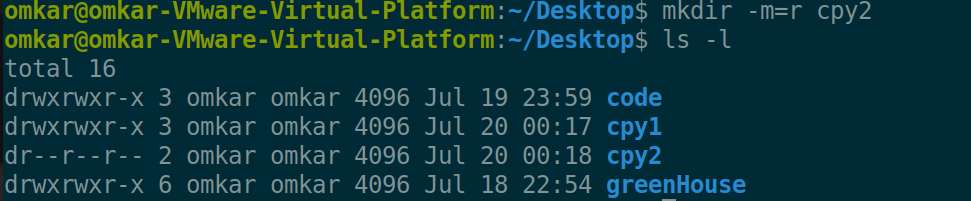 omkar@omkar-VMware-Virtual-Platform:~/Desktop$ mkdir -m=r cpy2
omkar@omkar-VMware-Virtual-Platform:~/Desktop$ ls -l
total 16
drwxrwxr-x 3 omkar omkar 4096 Jul 19 23:59 code
drwxrwxr-x 3 omkar omkar 4096 Jul 20 00:17 cpy1
dr--r--r-- 2 omkar omkar 4096 Jul 20 00:18 cpy2
drwxrwxr-x 6 omkar omkar 4096 Jul 18 22:54 greenHouse